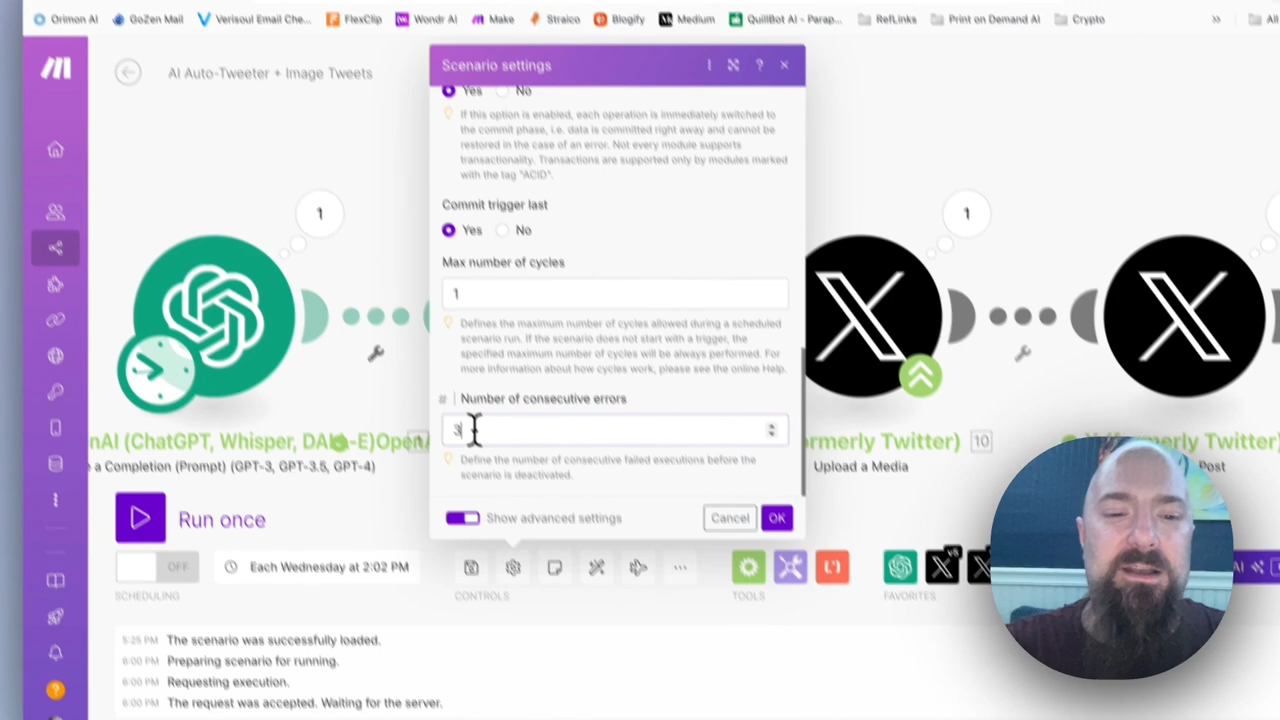 Orimon AI
GoZen Mail
Verisoul Email Che...
FlexClip
Wondr AI
Make
Straico
Blogify
Medium
QuillBot AI - Parap...
RefLinks
Print on Demand AI
Crypto
»
All
AI Auto-Tweeter + Image Tweets
Scenario settings
Yes
No
If this option is enabled, each operation is immediately switched to
the commit phase, i.e. data is committed right away and cannot be
restored in the case of an error. Not every module supports
transactionality. Transactions are supported only by modules marked
with the tag "ACID".
Commit trigger last
Yes
No
Max number of cycles
1
Defines the maximum number of cycles allowed during a scheduled
scenario run. If the scenario does not start with a trigger, the
specified maximum number of cycles will be always performed. For
more information about how cycles work, please see the online Help.
# Number of consecutive errors
3
Define the number of consecutive failed executions before the
scenario is deactivated.
Show advanced settings
Cancel
OK
1
1
nAI (ChatGPT, Whisper, DALL-E)
a Completion (Prompt) (GPT-3, GPT-3.5, GPT-4)
rmerly Twitter) 10
Upload a Media
Post
Run once
OFF
Each Wednesday at 2:02 PM
SCHEDULING
CONTROLS
TOOLS
FAVORITES
AI
5:25 PM The scenario was successfully loaded.
6:00 PM Preparing scenario for running.
6:00 PM Requesting execution.
6:00 PM The request was accepted. Waiting for the server.